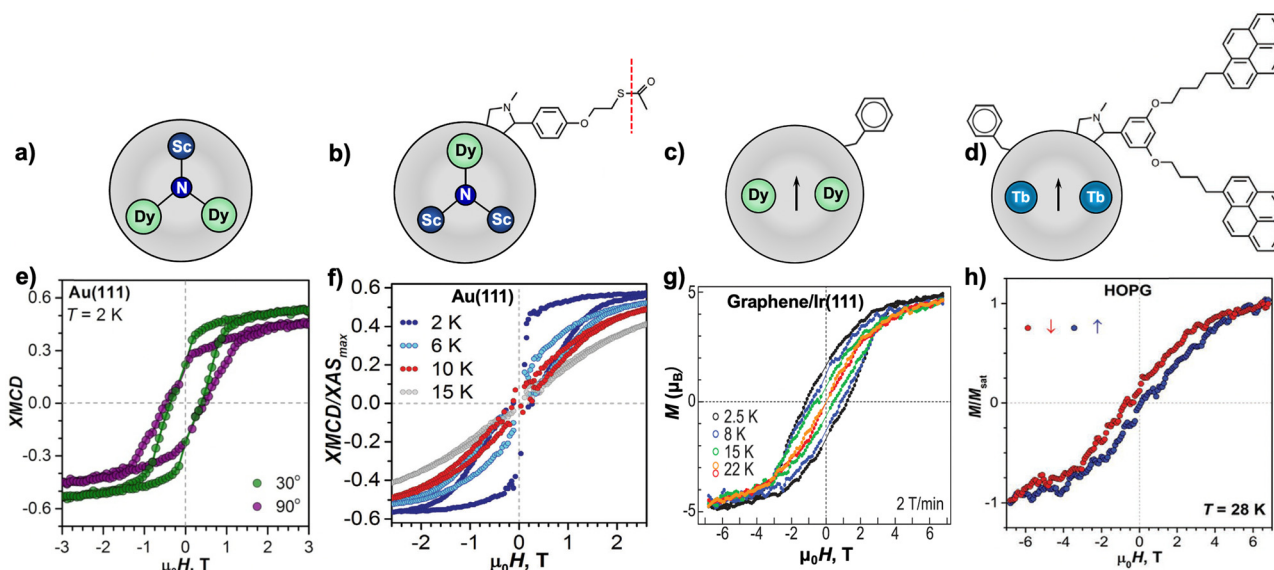 a)
Sc
N
Dy
Dy
b)
Dy
N
Sc
Sc
N
O
S
O
c)
Dy
Dy
d)
Tb
Tb
N
O
O
e)
Au(111)
T = 2 K
XMCD
0.6
0.3
0.0
-0.3
-0.6
30°
90°
-3
-2
-1
0
1
2
3
μ₀H, T
f)
Au(111)
XMCD/XASmax
0.6
0.4
0.2
0.0
-0.2
-0.4
-0.6
2 K
6 K
10 K
15 K
-2
-1
0
1
2
μ₀H, T
g)
Graphene/Ir(111)
M (μB)
5
0
-5
2.5 K
8 K
15 K
22 K
2 T/min
-6
-4
-2
0
2
4
6
μ₀H, T
h)
HOPG
M/Msat
1
0
-1
↓
↑
T = 28 K
-6
-4
-2
0
2
4
6
μ₀H, T